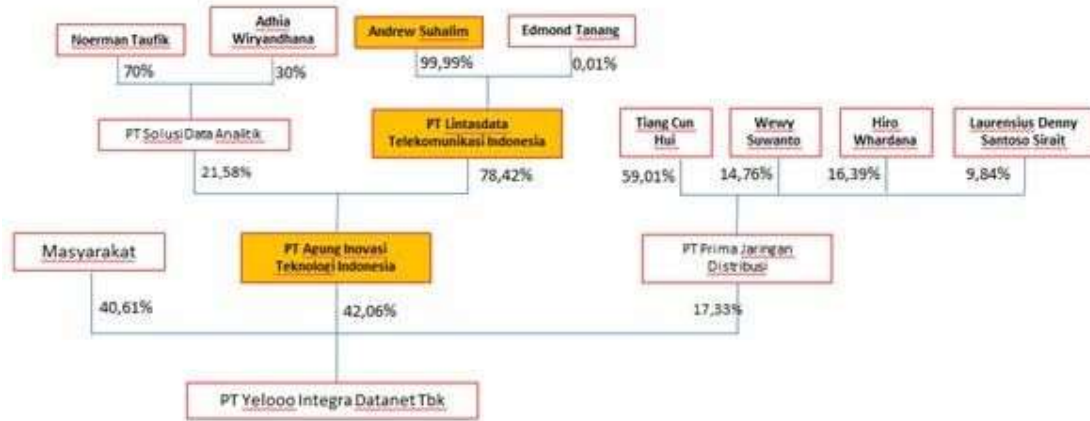 Noerman Taufik
Adhia
Wiryandhana
Andrew Suhalim
Edmond Tanang
70%
30%
99,99%
0,01%
PT Solusi Data Analitik
PT Lintasdata
Telekomunikasi Indonesia
Tiang Cun
Hui
Wewy
Suwanto
Hiro
Whardana
Laurensius Denny
Santoso Sirait
21,58%
78,42%
59,01%
14,76%
16,39%
9,84%
Masyarakat
PT Agung Inovasi
Teknologi Indonesia
PT Prima Jaringan
Distribusi
40,61%
42,06%
17,33%
PT Yelooo Integra Datanet Tbk